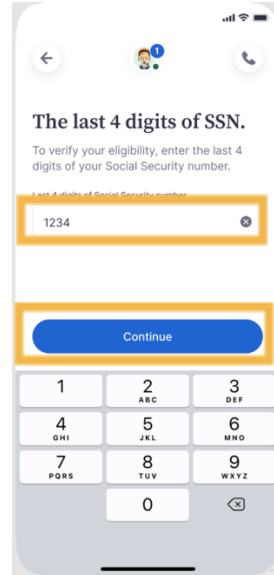 1
The last 4 digits of SSN.
To verify your eligibility, enter the last 4
digits of your Social Security number.
Last 4 digits of Social Security number
1234
Continue
1 2 3
ABC DEF
4 5 6
GHI JKL MNO
7 8 9
PQRS TUV WXYZ
0